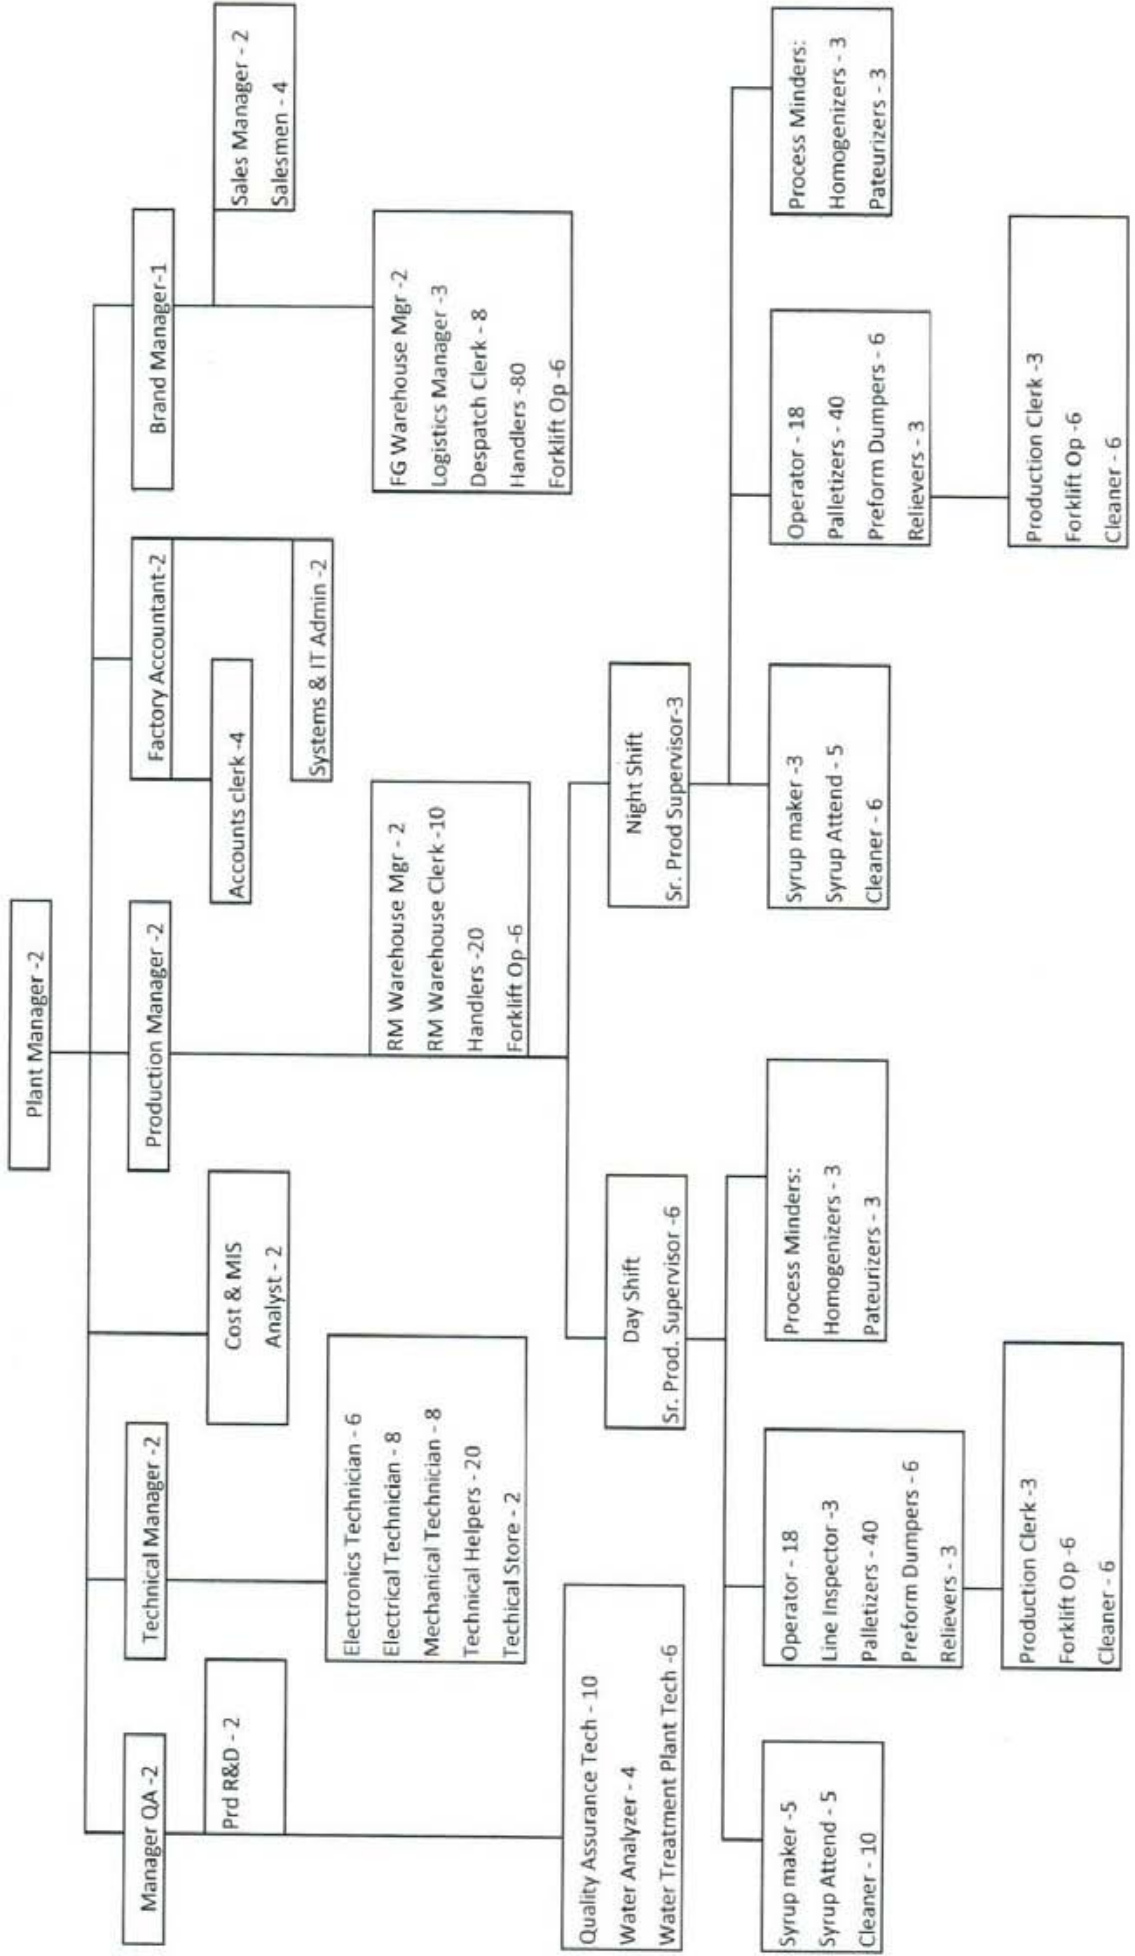 Plant Manager -2
Manager QA -2
Technical Manager -2
Production Manager -2
Factory Accountant-2
Brand Manager-1
Prd R&D - 2
Cost & MIS
Analyst - 2
Accounts clerk -4
Sales Manager - 2
Salesmen - 4
Systems & IT Admin -2
Electronics Technician - 6
Electrical Technician - 8
Mechanical Technician - 8
Technical Helpers - 20
Techical Store - 2
RM Warehouse Mgr - 2
RM Warehouse Clerk -10
Handlers -20
Forklift Op -6
FG Warehouse Mgr -2
Logistics Manager -3
Despatch Clerk - 8
Handlers -80
Forklift Op -6
Quality Assurance Tech - 10
Water Analyzer - 4
Water Treatment Plant Tech -6
Day Shift
Sr. Prod. Supervisor -6
Night Shift
Sr. Prod Supervisor-3
Syrup maker -5
Syrup Attend - 5
Cleaner - 10
Operator - 18
Line Inspector -3
Palletizers - 40
Preform Dumpers - 6
Relievers - 3
Process Minders:
Homogenizers - 3
Pateurizers - 3
Syrup maker -3
Syrup Attend - 5
Cleaner - 6
Operator - 18
Palletizers - 40
Preform Dumpers - 6
Relievers - 3
Process Minders:
Homogenizers - 3
Pateurizers - 3
Production Clerk -3
Forklift Op -6
Cleaner - 6
Production Clerk -3
Forklift Op -6
Cleaner - 6